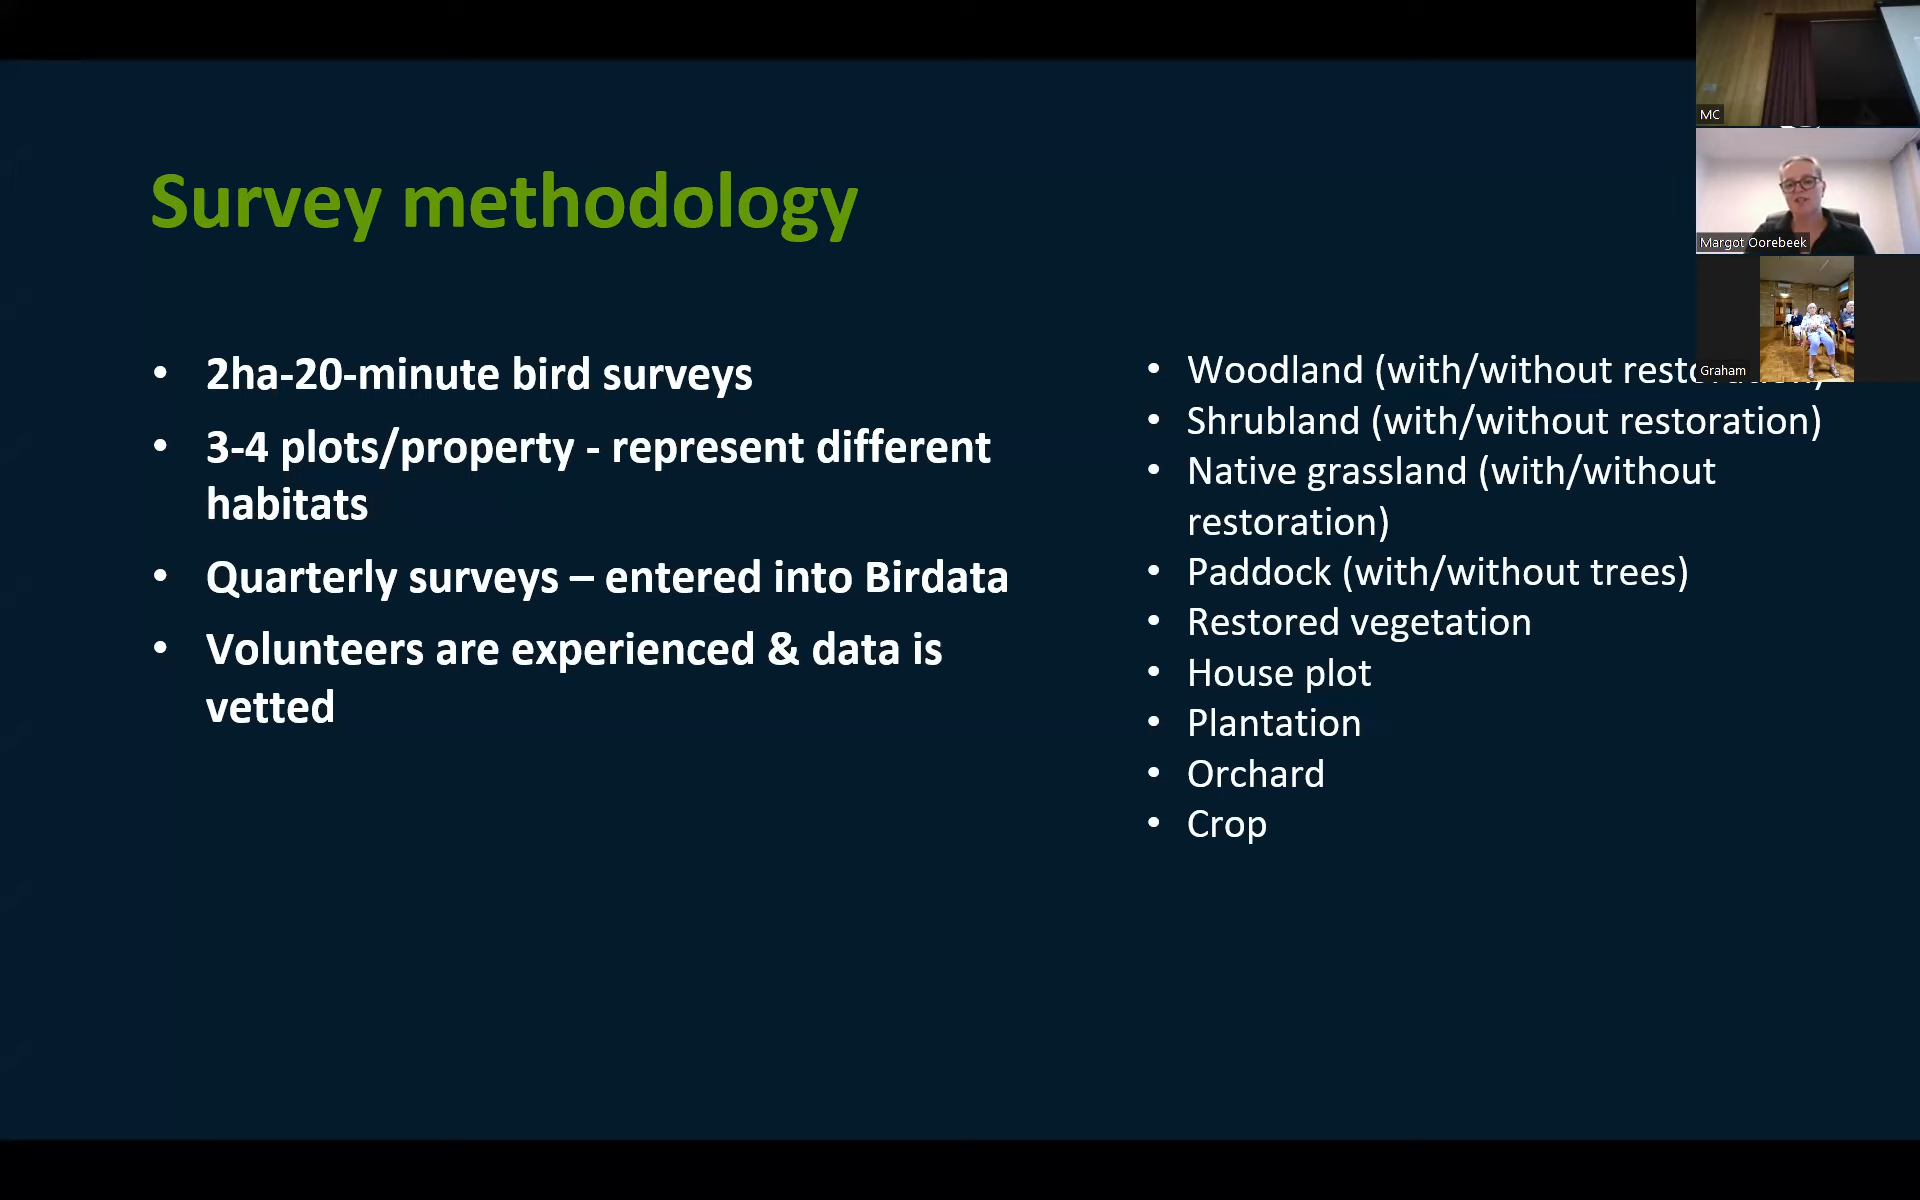 Survey methodology
• 2ha-20-minute bird surveys
• 3-4 plots/property - represent different
habitats
• Quarterly surveys – entered into Birdata
• Volunteers are experienced & data is
vetted
• Woodland (with/without
• Shrubland (with/without restoration)
• Native grassland (with/without
restoration)
• Paddock (with/without trees)
• Restored vegetation
• House plot
• Plantation
• Orchard
• Crop
MC
Margot Oorebeek
Graham